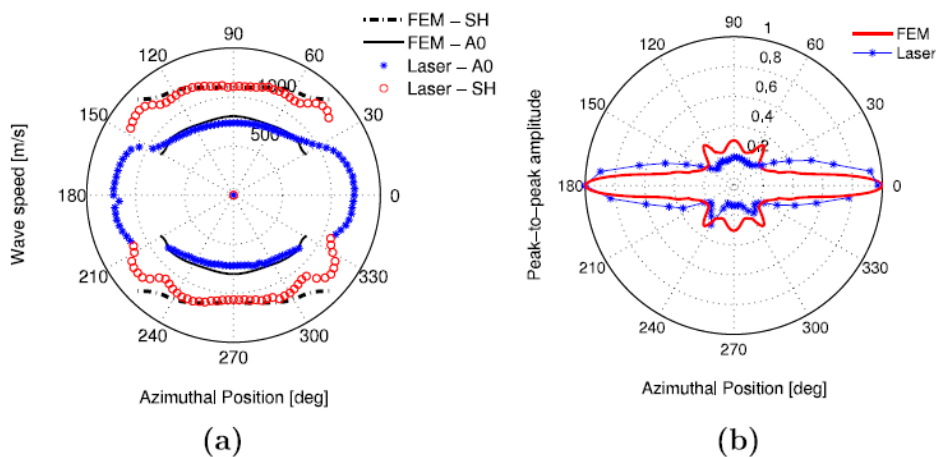 FEM – SH
FEM – A0
Laser – A0
Laser – SH
90
120
60
1000
150
30
500
180
0
210
330
240
300
270
Wave speed [m/s]
Azimuthal Position [deg]
(a)
FEM
Laser
90
1
120
60
0,8
0,6
150
30
0,4
0,2
180
0
210
330
240
300
270
Peak–to–peak amplitude
Azimuthal Position [deg]
(b)